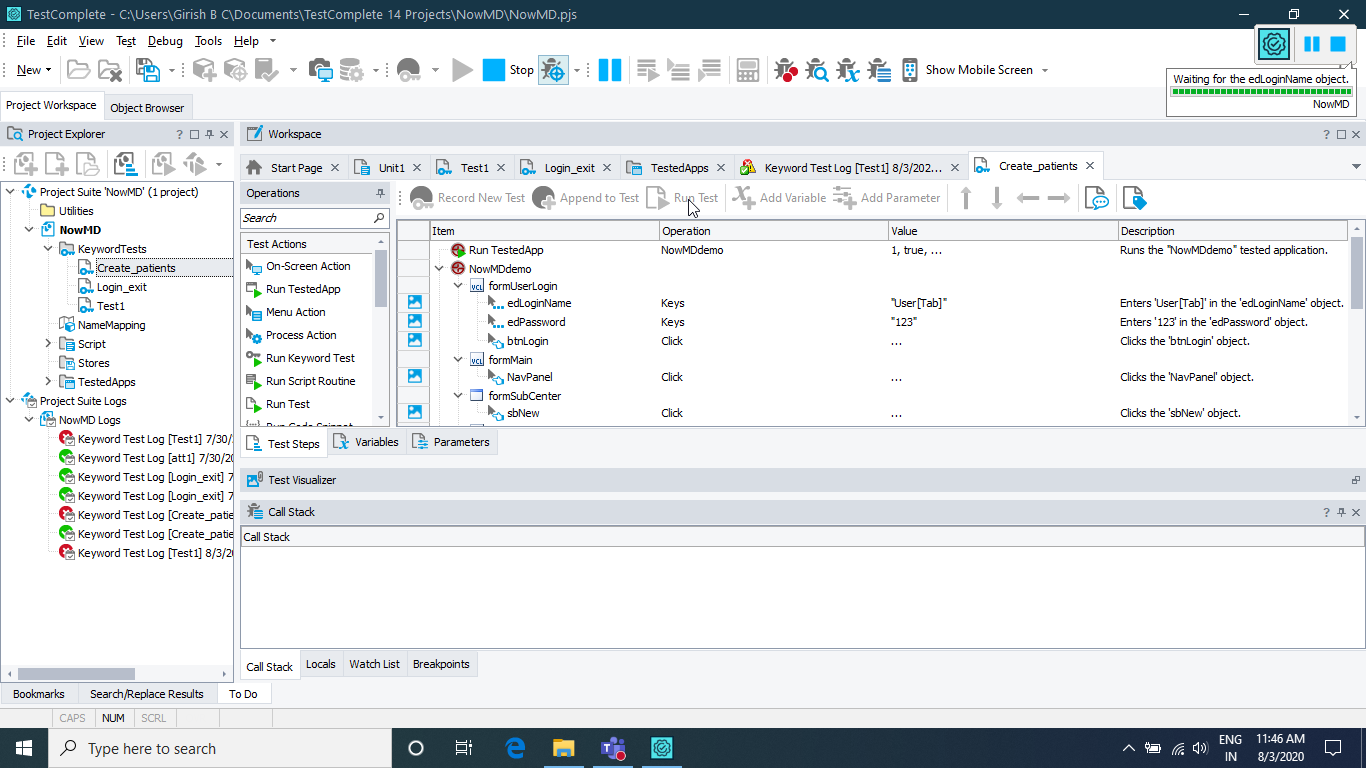 TestComplete - C:\Users\Girish B C\Documents\TestComplete 14 Projects\NowMD\NowMD.pjs
File Edit View Test Debug Tools Help
New Stop Show Mobile Screen
Waiting for the edLoginName object.
NowMD
Project Workspace Object Browser
Project Explorer ? Workspace ?
Start Page Unit1 Test1 Login_exit TestedApps Keyword Test Log [Test1] 8/3/202... Create_patients
Project Suite 'NowMD' (1 project)
Utilities
NowMD
KeywordTests
Create_patients
Login_exit
Test1
NameMapping
Script
Stores
TestedApps
Project Suite Logs
NowMD Logs
Keyword Test Log [Test1] 7/30/
Keyword Test Log [att1] 7/30/20
Keyword Test Log [Login_exit] 7
Keyword Test Log [Login_exit] 7
Keyword Test Log [Create_patie
Keyword Test Log [Create_patie
Keyword Test Log [Test1] 8/3/20
Operations
Search
Test Actions
On-Screen Action
Run TestedApp
Menu Action
Process Action
Run Keyword Test
Run Script Routine
Run Test
Run Code Snippet
Record New Test Append to Test Run Test Add Variable Add Parameter
Item Operation Value Description
Run TestedApp NowMDdemo 1, true, ... Runs the "NowMDdemo" tested application.
NowMDdemo
formUserLogin
edLoginName Keys "User[Tab]" Enters 'User[Tab]' in the 'edLoginName' object.
edPassword Keys "123" Enters '123' in the 'edPassword' object.
btnLogin Click ... Clicks the 'btnLogin' object.
formMain
NavPanel Click ... Clicks the 'NavPanel' object.
formSubCenter
sbNew Click ... Clicks the 'sbNew' object.
Test Steps Variables Parameters
Test Visualizer
Call Stack ?
Call Stack
Call Stack Locals Watch List Breakpoints
Bookmarks Search/Replace Results To Do
CAPS NUM SCRL
Type here to search
ENG
IN
11:46 AM
8/3/2020